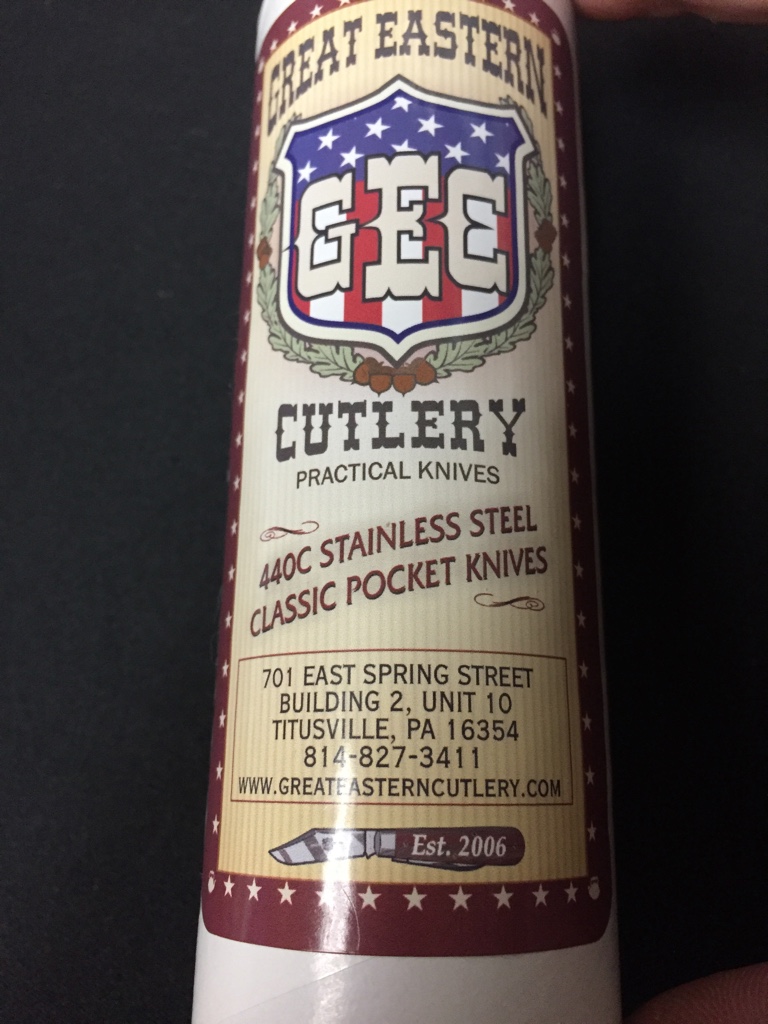 GREAT EASTERN
GEC
CUTLERY
PRACTICAL KNIVES
440C STAINLESS STEEL
CLASSIC POCKET KNIVES
701 EAST SPRING STREET
BUILDING 2, UNIT 10
TITUSVILLE, PA 16354
814-827-3411
WWW.GREATEASTERNCUTLERY.COM
Est. 2006